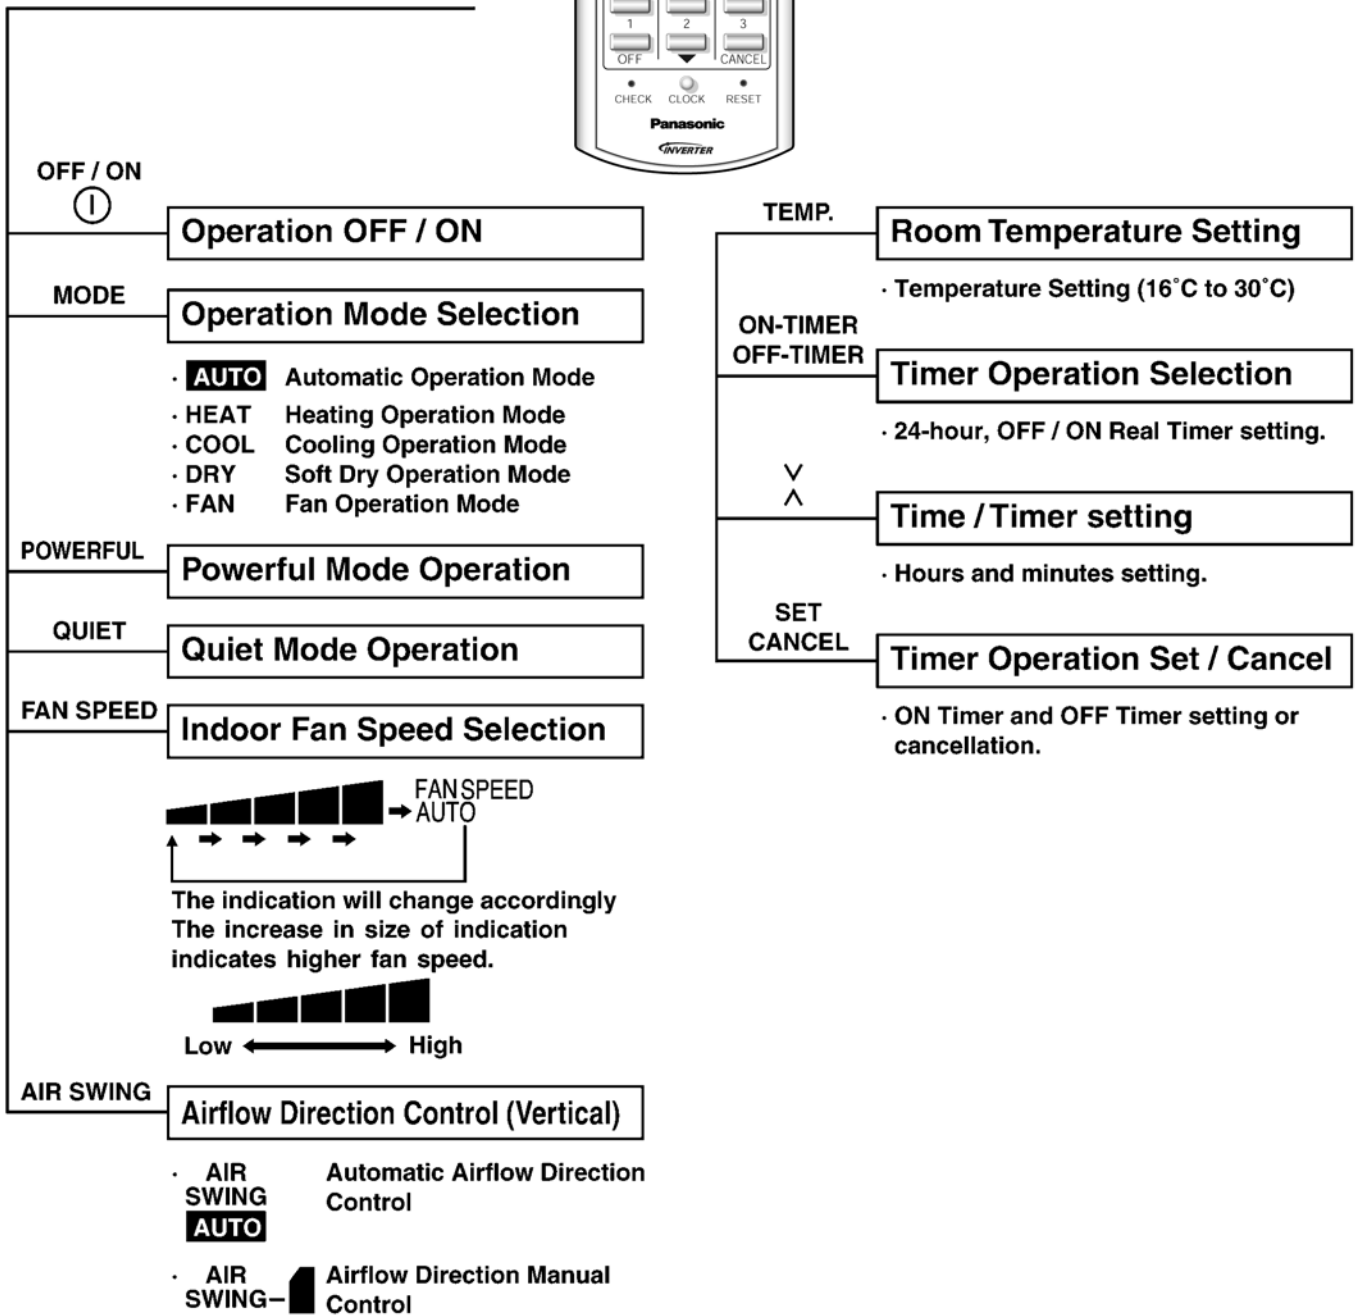 1 2 3
OFF CANCEL
CHECK CLOCK RESET
Panasonic
INVERTER
OFF / ON
Operation OFF / ON
MODE
Operation Mode Selection
· AUTO Automatic Operation Mode
· HEAT Heating Operation Mode
· COOL Cooling Operation Mode
· DRY Soft Dry Operation Mode
· FAN Fan Operation Mode
POWERFUL
Powerful Mode Operation
QUIET
Quiet Mode Operation
FAN SPEED
Indoor Fan Speed Selection
FAN SPEED
AUTO
The indication will change accordingly
The increase in size of indication
indicates higher fan speed.
Low High
AIR SWING
Airflow Direction Control (Vertical)
· AIR Automatic Airflow Direction
SWING Control
AUTO
· AIR Airflow Direction Manual
SWING– Control
TEMP.
Room Temperature Setting
· Temperature Setting (16˚C to 30˚C)
ON-TIMER
OFF-TIMER
Timer Operation Selection
· 24-hour, OFF / ON Real Timer setting.
Time / Timer setting
· Hours and minutes setting.
SET
CANCEL
Timer Operation Set / Cancel
· ON Timer and OFF Timer setting or
cancellation.